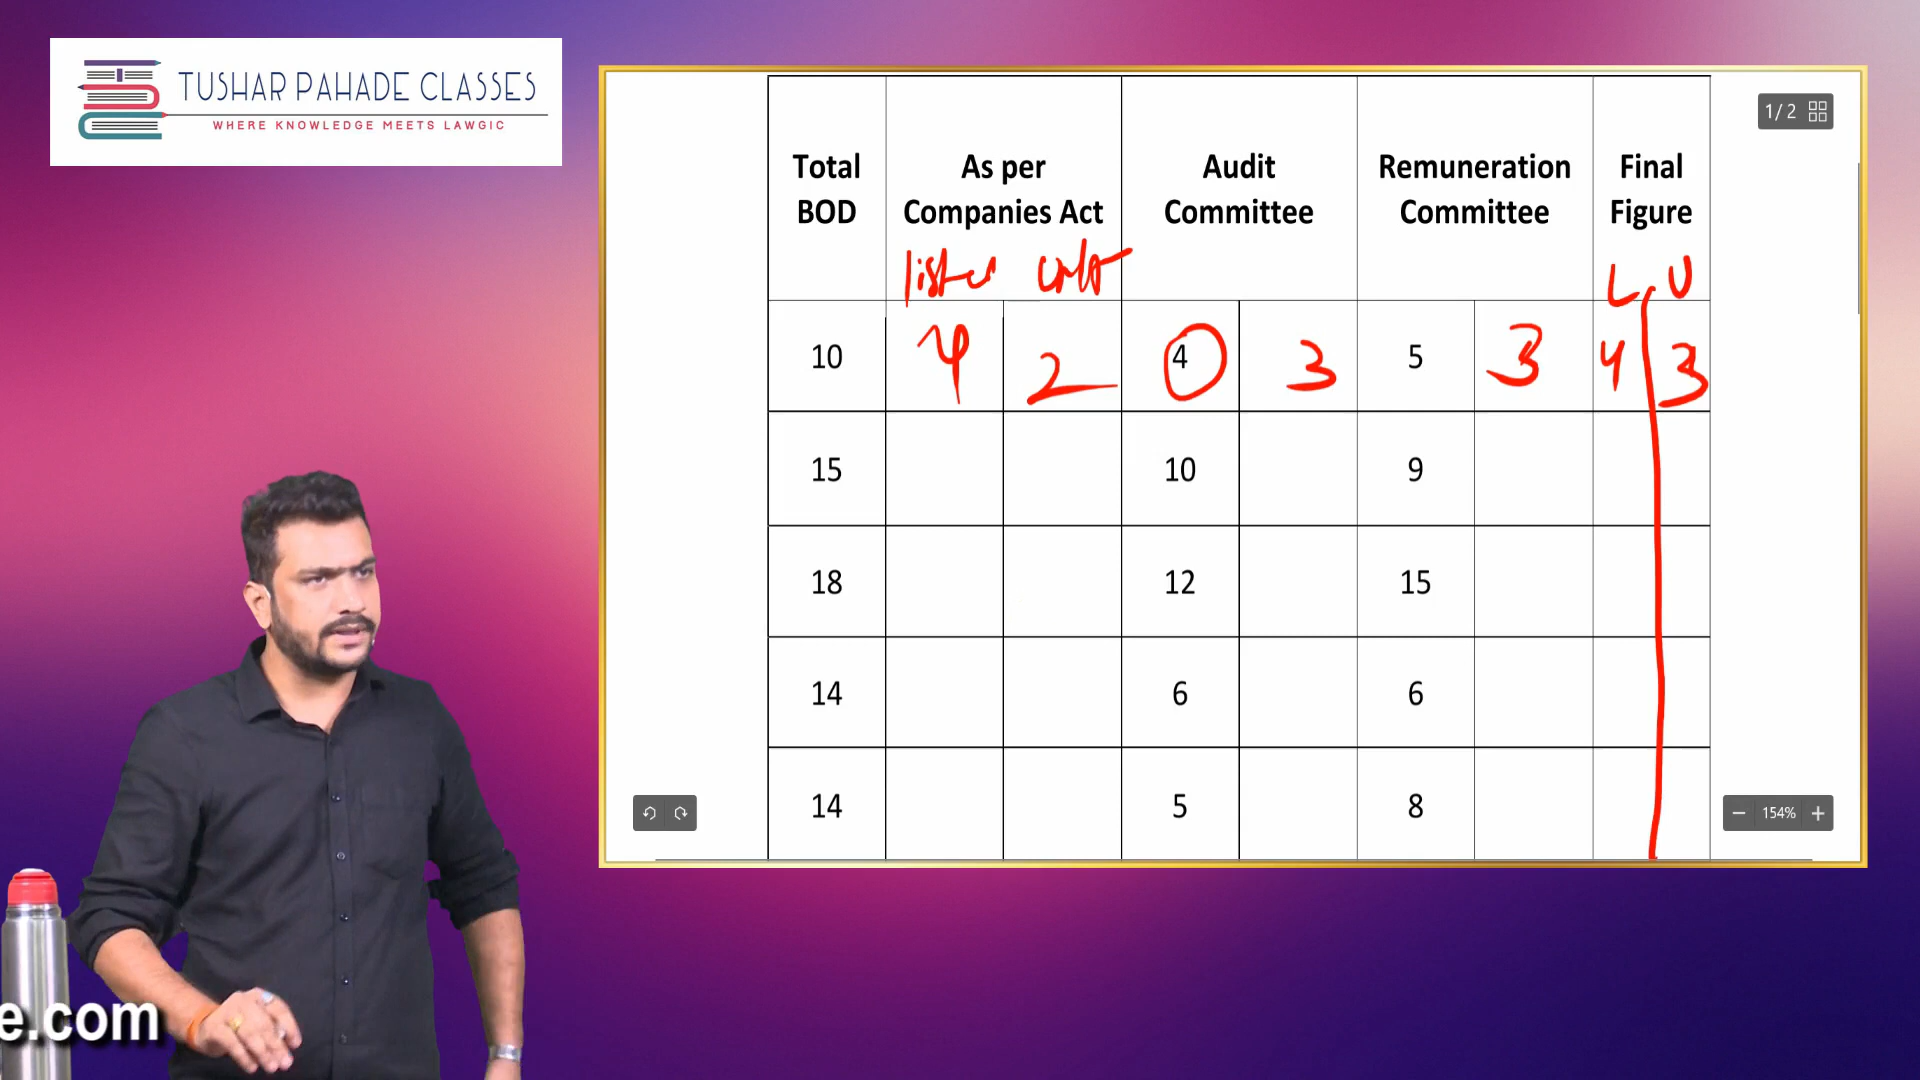 TUSHAR PAHADE CLASSES
WHERE KNOWLEDGE MEETS LAWGIC
1/2
Total BOD As per Companies Act Audit Committee Remuneration Committee Final Figure
listed L U
10 4 2 4 3 5 3 4 3
15 10 9
18 12 15
14 6 6
14 5 8
154%
e.com